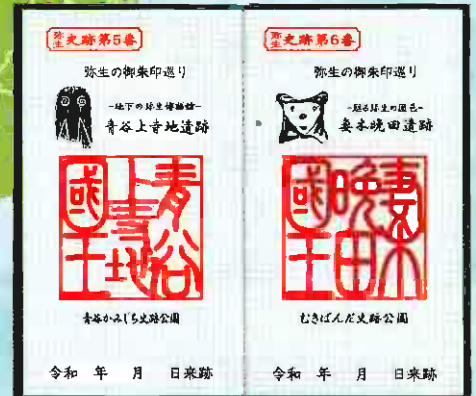 弥生史跡第5番
弥生の御朱印巡り
-地下の弥生博物館-
青谷上寺地遺跡
青谷
上寺地
國王
青谷かみじち史跡公園
令和 年 月 日来跡
弥生史跡第6番
弥生の御朱印巡り
-甦る弥生の國邑-
妻木晩田遺跡
妻木
晩田
國王
むきばんだ史跡公園
令和 年 月 日来跡